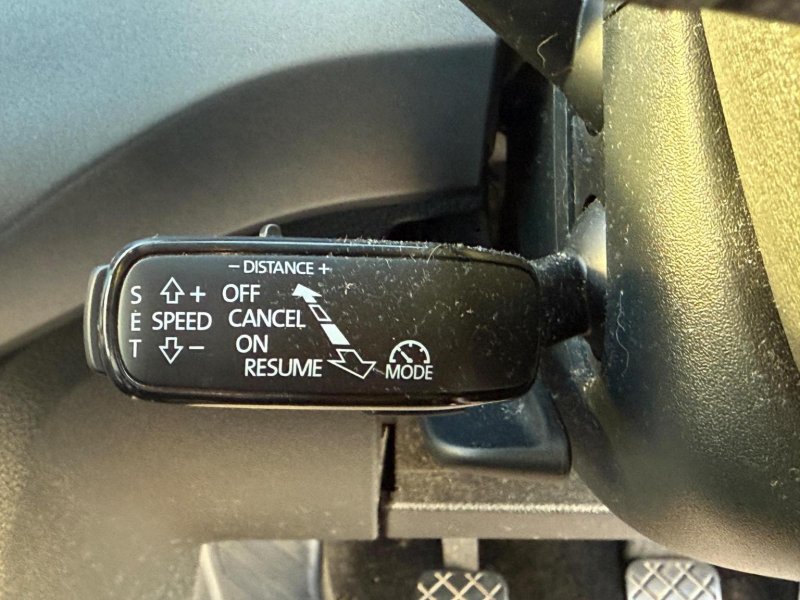 − DISTANCE +
S + OFF
E SPEED CANCEL
T − ON
RESUME
MODE